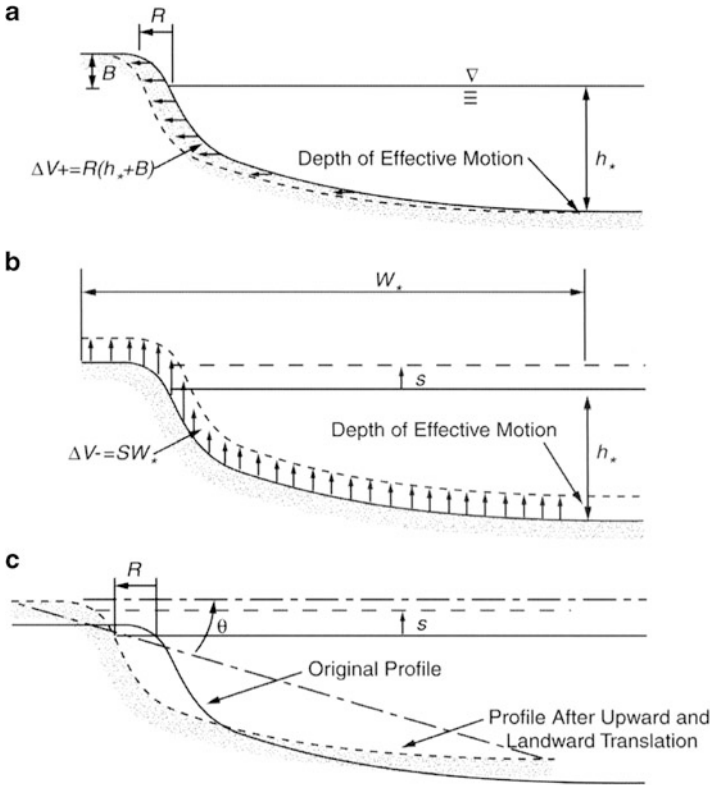 a
R
B
h⋆
Depth of Effective Motion
ΔV+=R(h⋆+B)
b
W⋆
s
Depth of Effective Motion
h⋆
ΔV-=SW⋆
c
R
θ
s
Original Profile
Profile After Upward and
Landward Translation